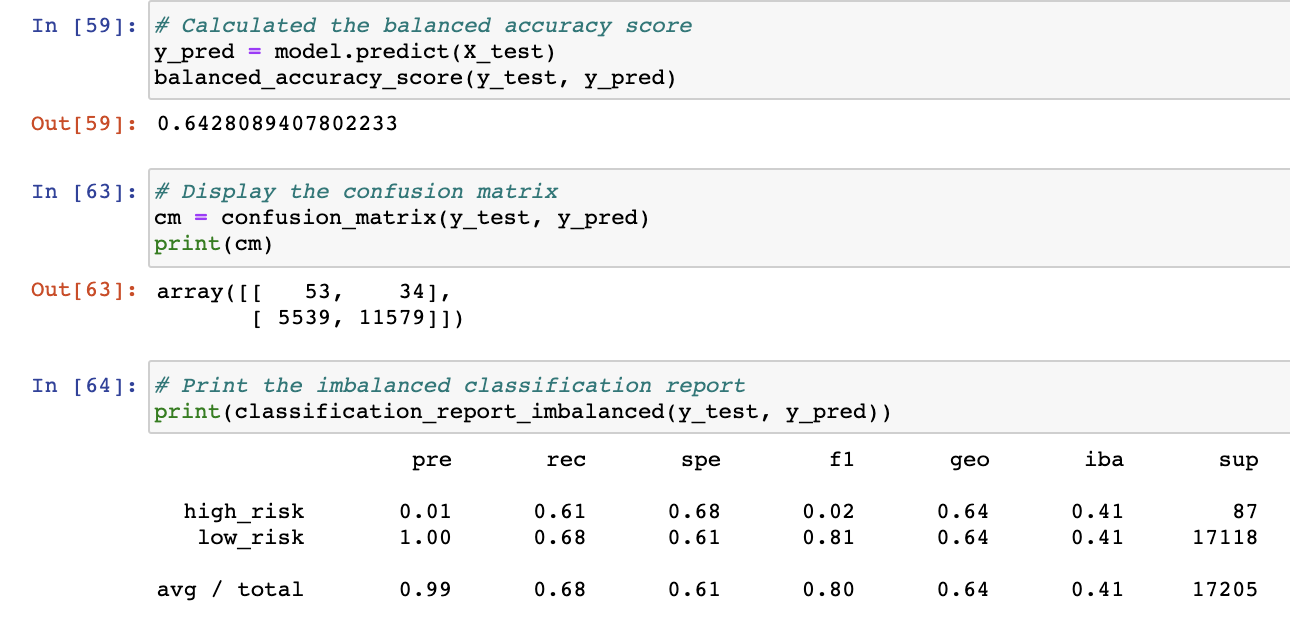 In [59]: # Calculated the balanced accuracy score
y_pred = model.predict(X_test)
balanced_accuracy_score(y_test, y_pred)
Out[59]: 0.6428089407802233
In [63]: # Display the confusion matrix
cm = confusion_matrix(y_test, y_pred)
print(cm)
Out[63]: array([[   53,    34],
       [ 5539, 11579]])
In [64]: # Print the imbalanced classification report
print(classification_report_imbalanced(y_test, y_pred))
pre rec spe f1 geo iba sup
high_risk 0.01 0.61 0.68 0.02 0.64 0.41 87
low_risk 1.00 0.68 0.61 0.81 0.64 0.41 17118
avg / total 0.99 0.68 0.61 0.80 0.64 0.41 17205